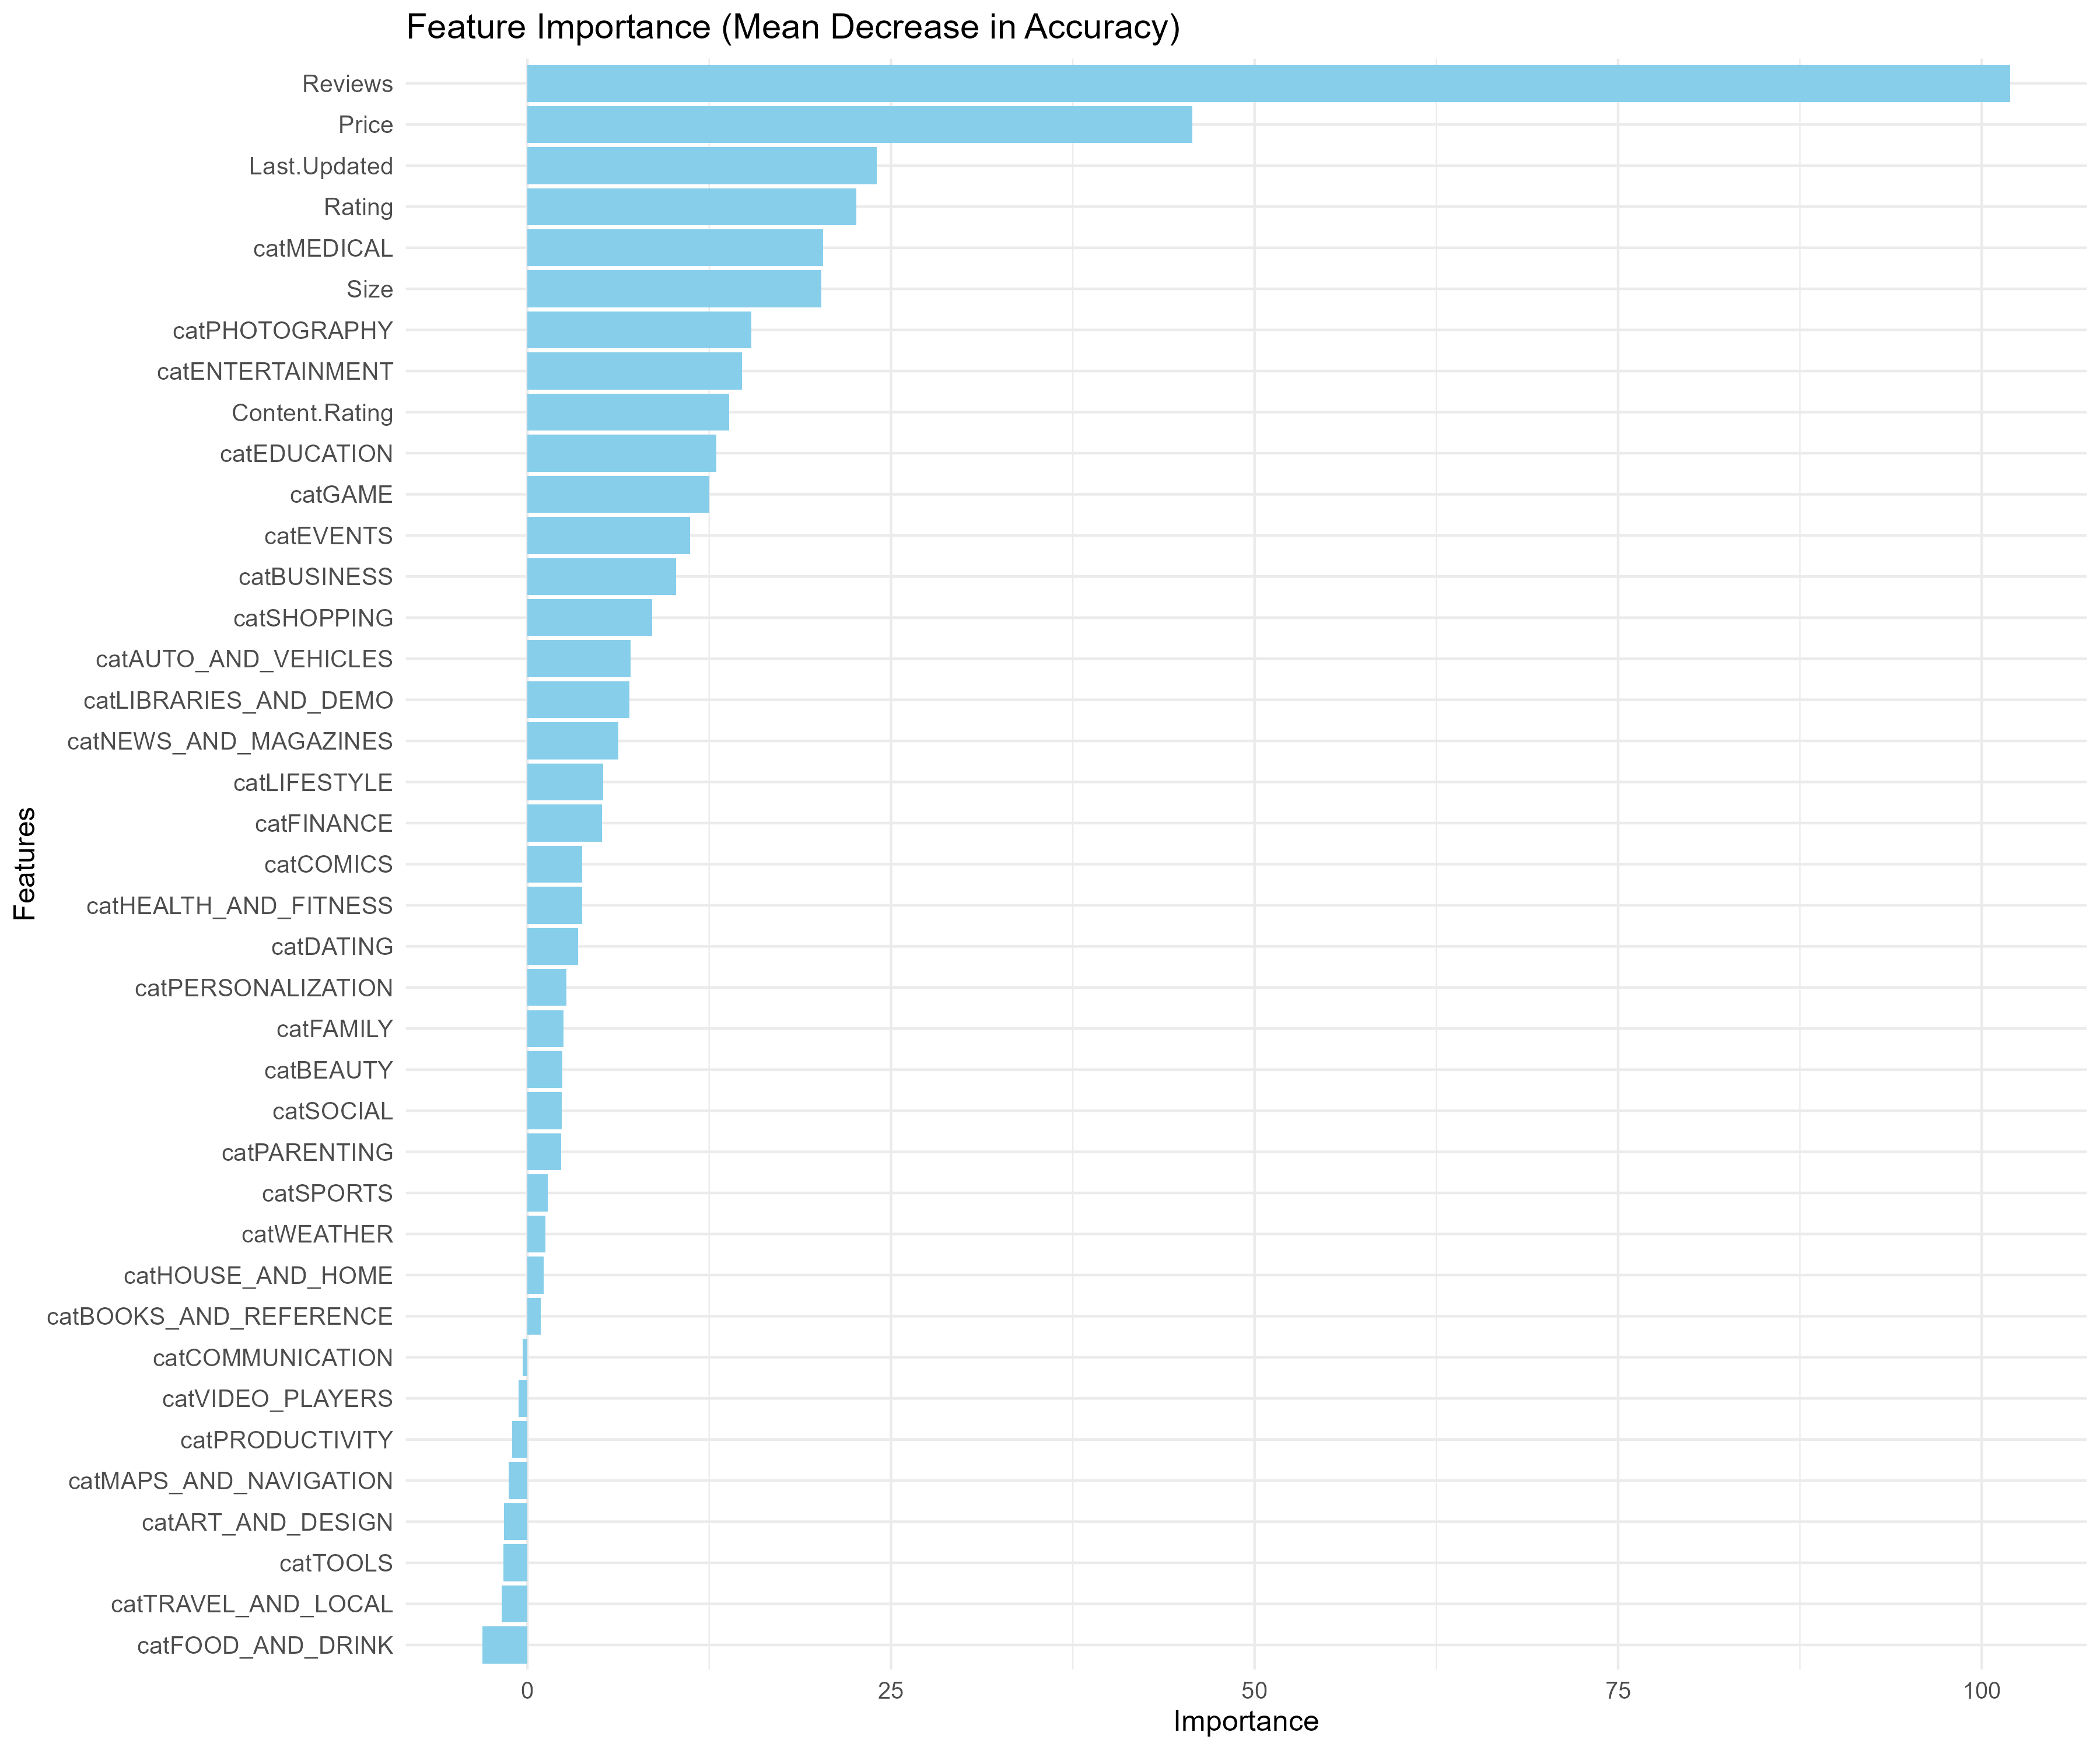 Feature Importance (Mean Decrease in Accuracy)
Reviews
Price
Last.Updated
Rating
catMEDICAL
Size
catPHOTOGRAPHY
catENTERTAINMENT
Content.Rating
catEDUCATION
catGAME
catEVENTS
catBUSINESS
catSHOPPING
catAUTO_AND_VEHICLES
catLIBRARIES_AND_DEMO
catNEWS_AND_MAGAZINES
catLIFESTYLE
catFINANCE
catCOMICS
catHEALTH_AND_FITNESS
catDATING
catPERSONALIZATION
catFAMILY
catBEAUTY
catSOCIAL
catPARENTING
catSPORTS
catWEATHER
catHOUSE_AND_HOME
catBOOKS_AND_REFERENCE
catCOMMUNICATION
catVIDEO_PLAYERS
catPRODUCTIVITY
catMAPS_AND_NAVIGATION
catART_AND_DESIGN
catTOOLS
catTRAVEL_AND_LOCAL
catFOOD_AND_DRINK
Features
0 25 50 75 100
Importance